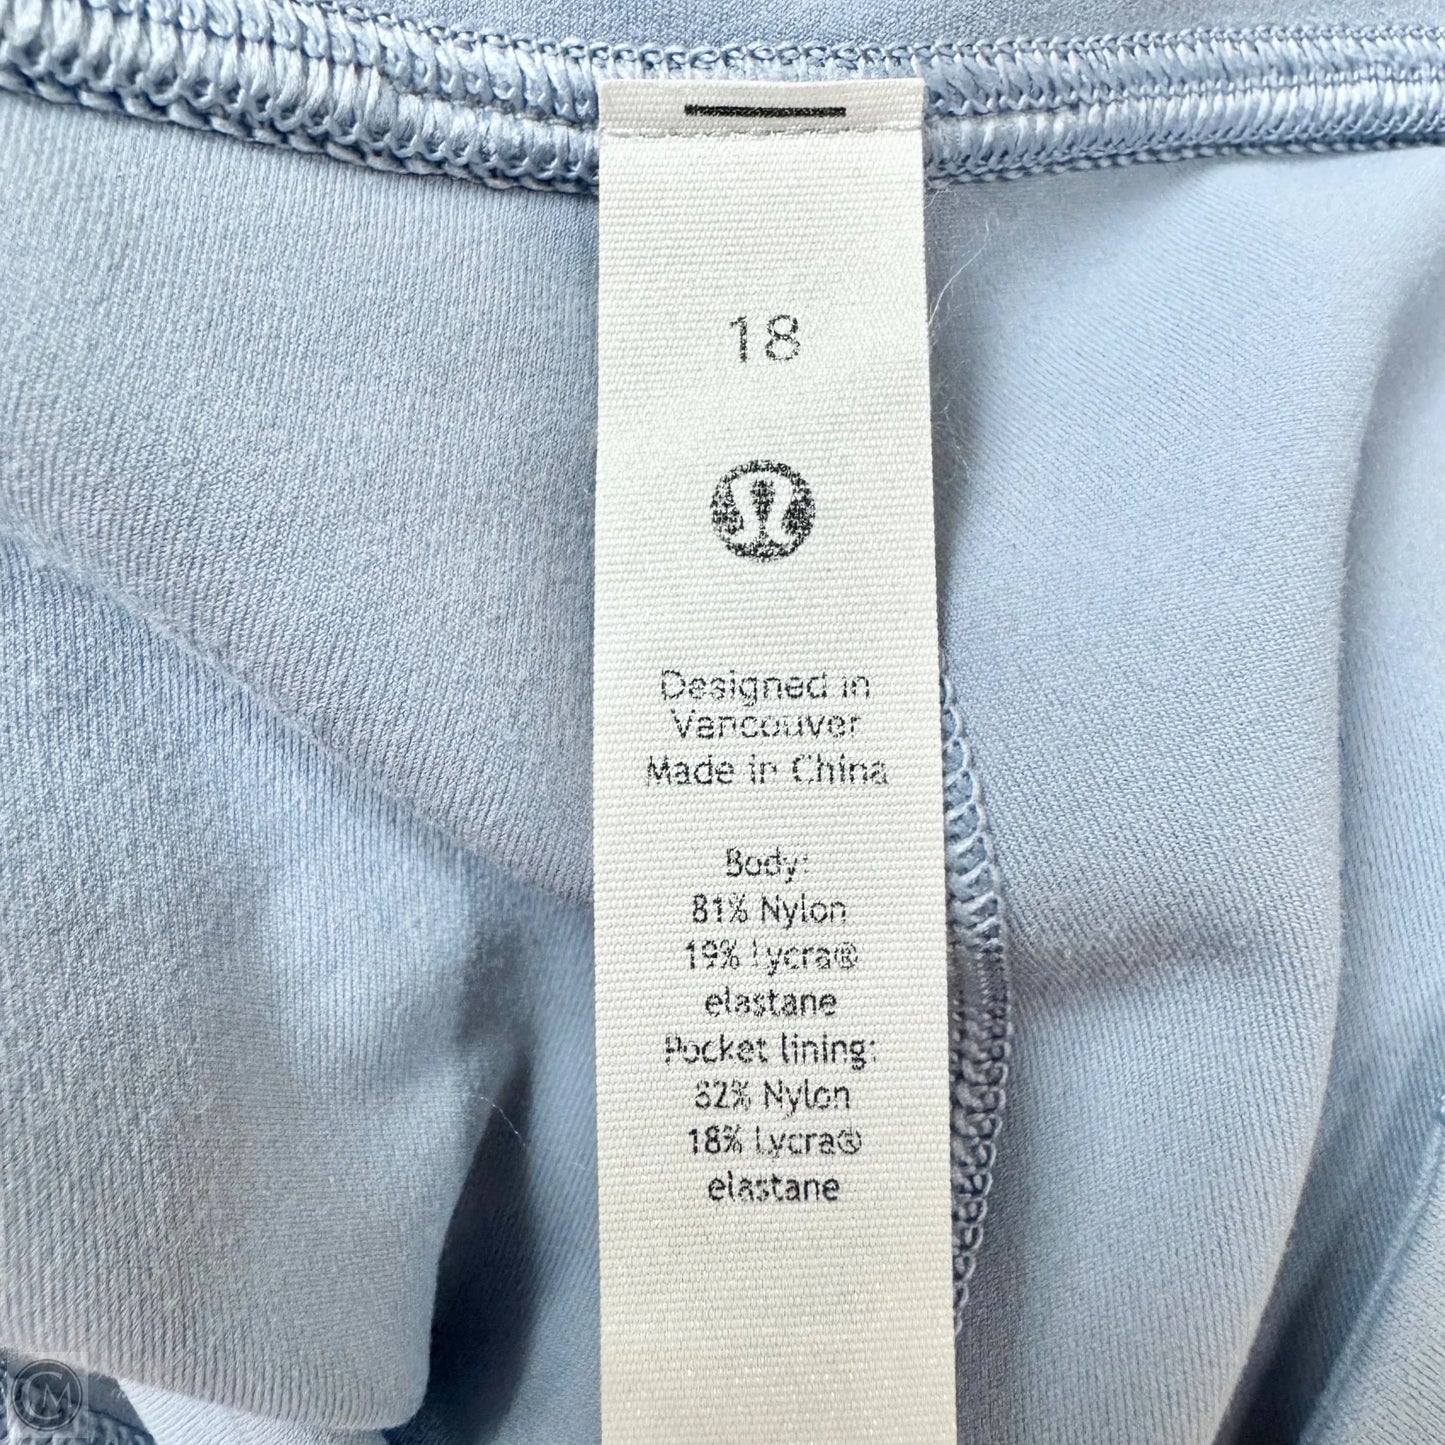 18
Designed in
Vancouver
Made in China
Body:
81% Nylon
19% Lycra®
elastane
Pocket lining:
82% Nylon
18% Lycra®
elastane
CM